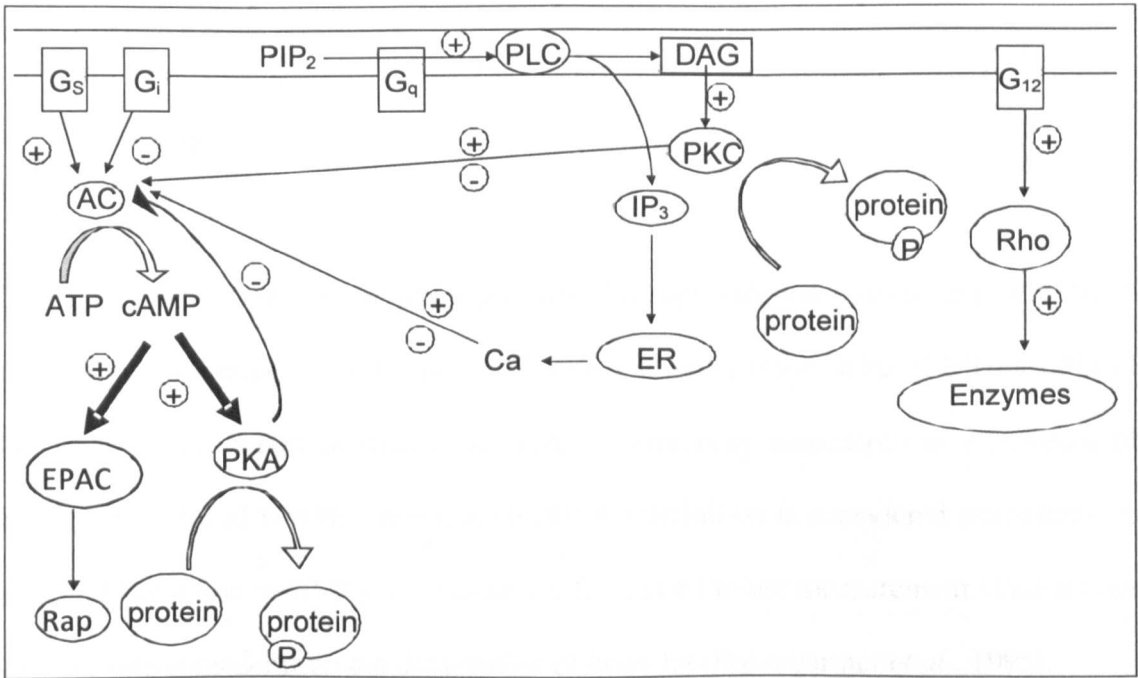 PIP₂
+
PLC
DAG
Gs
Gi
Gq
G₁₂
+
-
+
-
+
PKC
+
AC
IP₃
protein
P
Rho
ATP
cAMP
-
+
-
Ca
ER
protein
+
Enzymes
+
+
EPAC
PKA
Rap
protein
protein
P